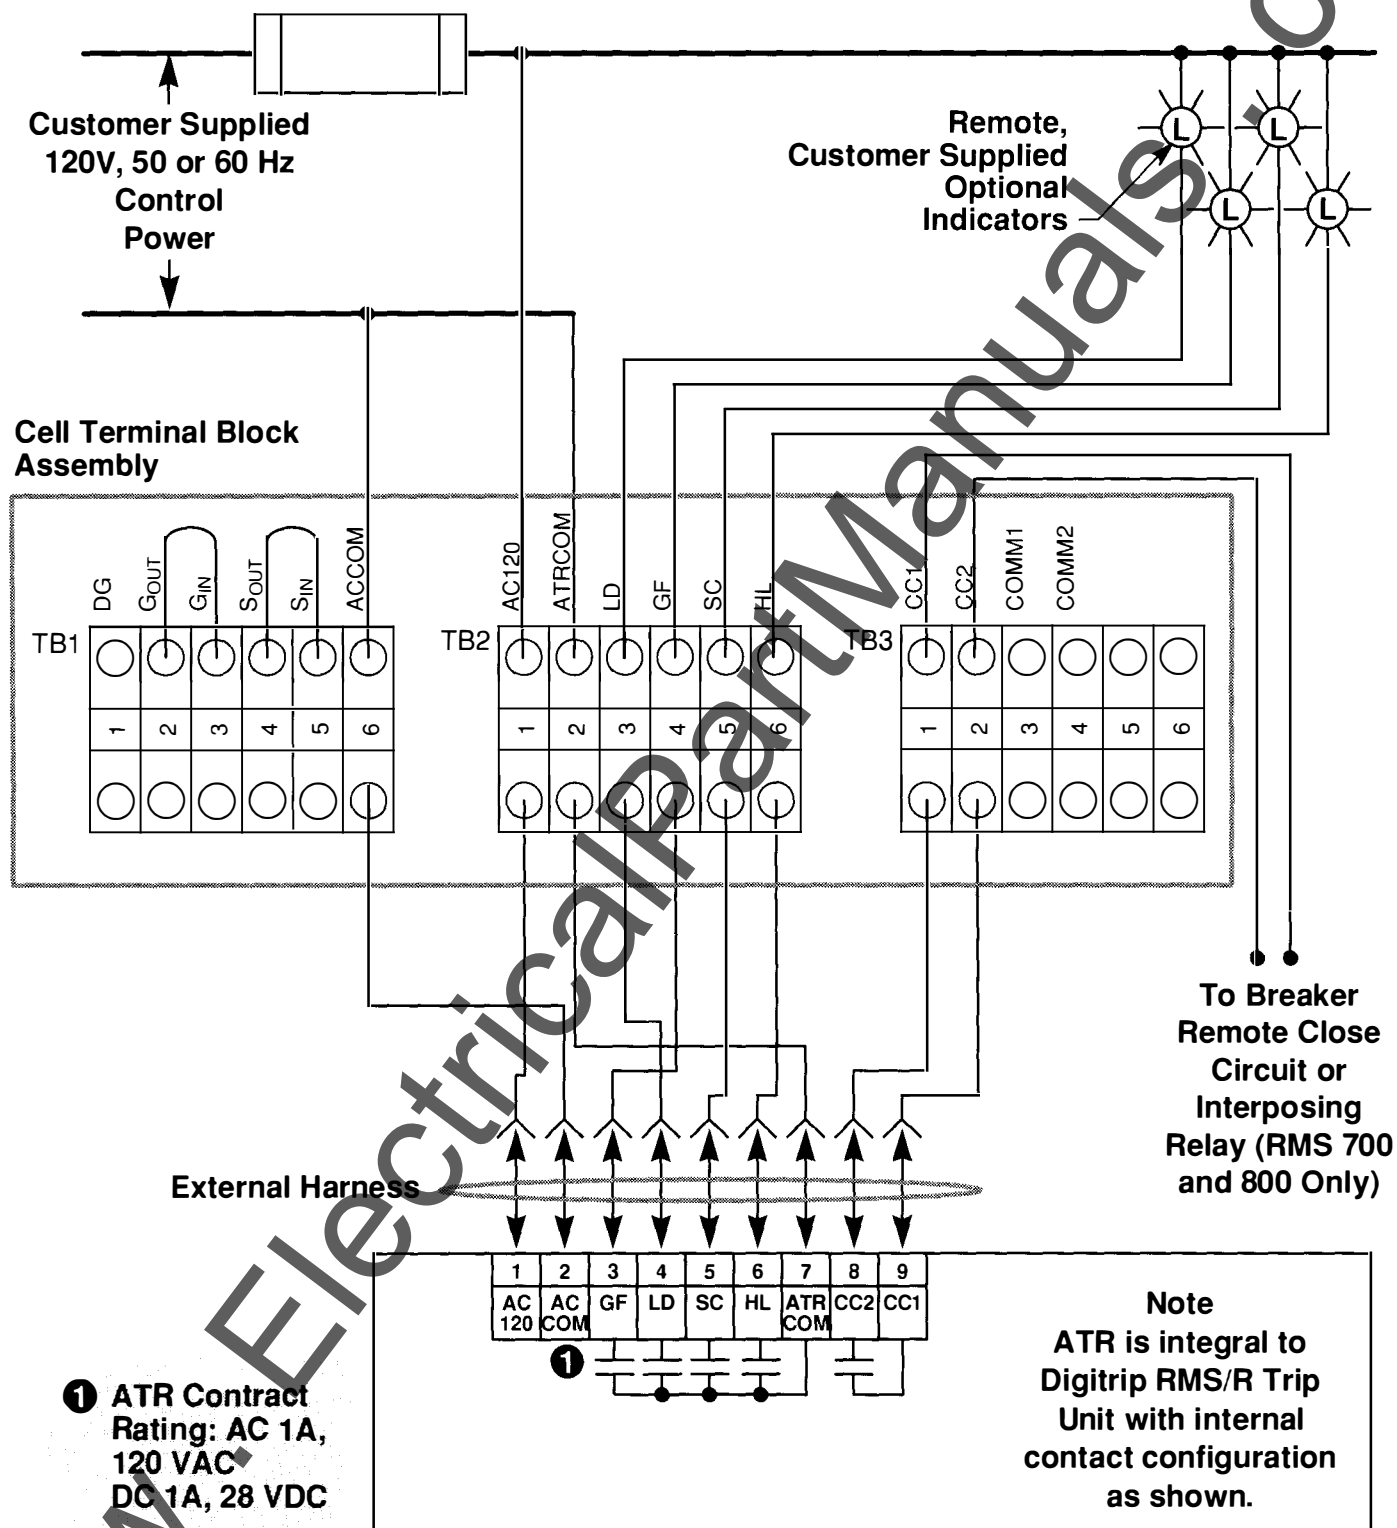 Customer Supplied
120V, 50 or 60 Hz
Control
Power
Remote,
Customer Supplied
Optional
Indicators
L
L
L
L
Cell Terminal Block
Assembly
DG
GOUT
GIN
SOUT
SIN
ACCOM
AC120
ATRCOM
LD
GF
SC
HL
CC1
CC2
COMM1
COMM2
TB1
TB2
TB3
1 2 3 4 5 6
1 2 3 4 5 6
1 2 3 4 5 6
To Breaker
Remote Close
Circuit or
Interposing
Relay (RMS 700
and 800 Only)
External Harness
1 2 3 4 5 6 7 8 9
AC 120
AC COM
GF
LD
SC
HL
ATR COM
CC2
CC1
1
1 ATR Contract
Rating: AC 1A,
120 VAC
DC 1A, 28 VDC
Note
ATR is integral to
Digitrip RMS/R Trip
Unit with internal
contact configuration
as shown.
w.ElectricalPartManuals.o